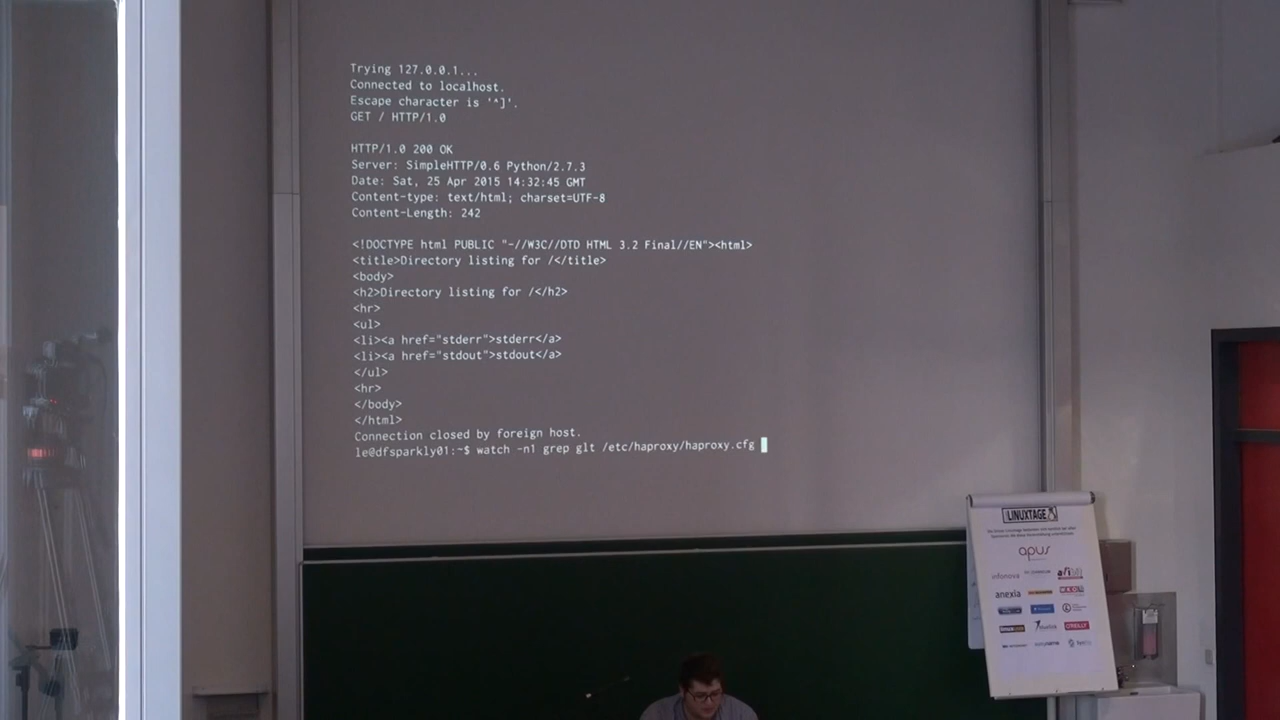 Trying 127.0.0.1...
Connected to localhost.
Escape character is '^]'.
GET / HTTP/1.0
HTTP/1.0 200 OK
Server: SimpleHTTP/0.6 Python/2.7.3
Date: Sat, 25 Apr 2015 14:32:45 GMT
Content-type: text/html; charset=UTF-8
Content-Length: 242
<!DOCTYPE html PUBLIC "-//W3C//DTD HTML 3.2 Final//EN"><html>
<title>Directory listing for /</title>
<body>
<h2>Directory listing for /</h2>
<hr>
<ul>
<li><a href="stderr">stderr</a>
<li><a href="stdout">stdout</a>
</ul>
<hr>
</body>
</html>
Connection closed by foreign host.
le@dfsparkly01:~$ watch -n1 grep glt /etc/haproxy/haproxy.cfg
LINUXTAGE
apus
infonova
anexia
O'REILLY